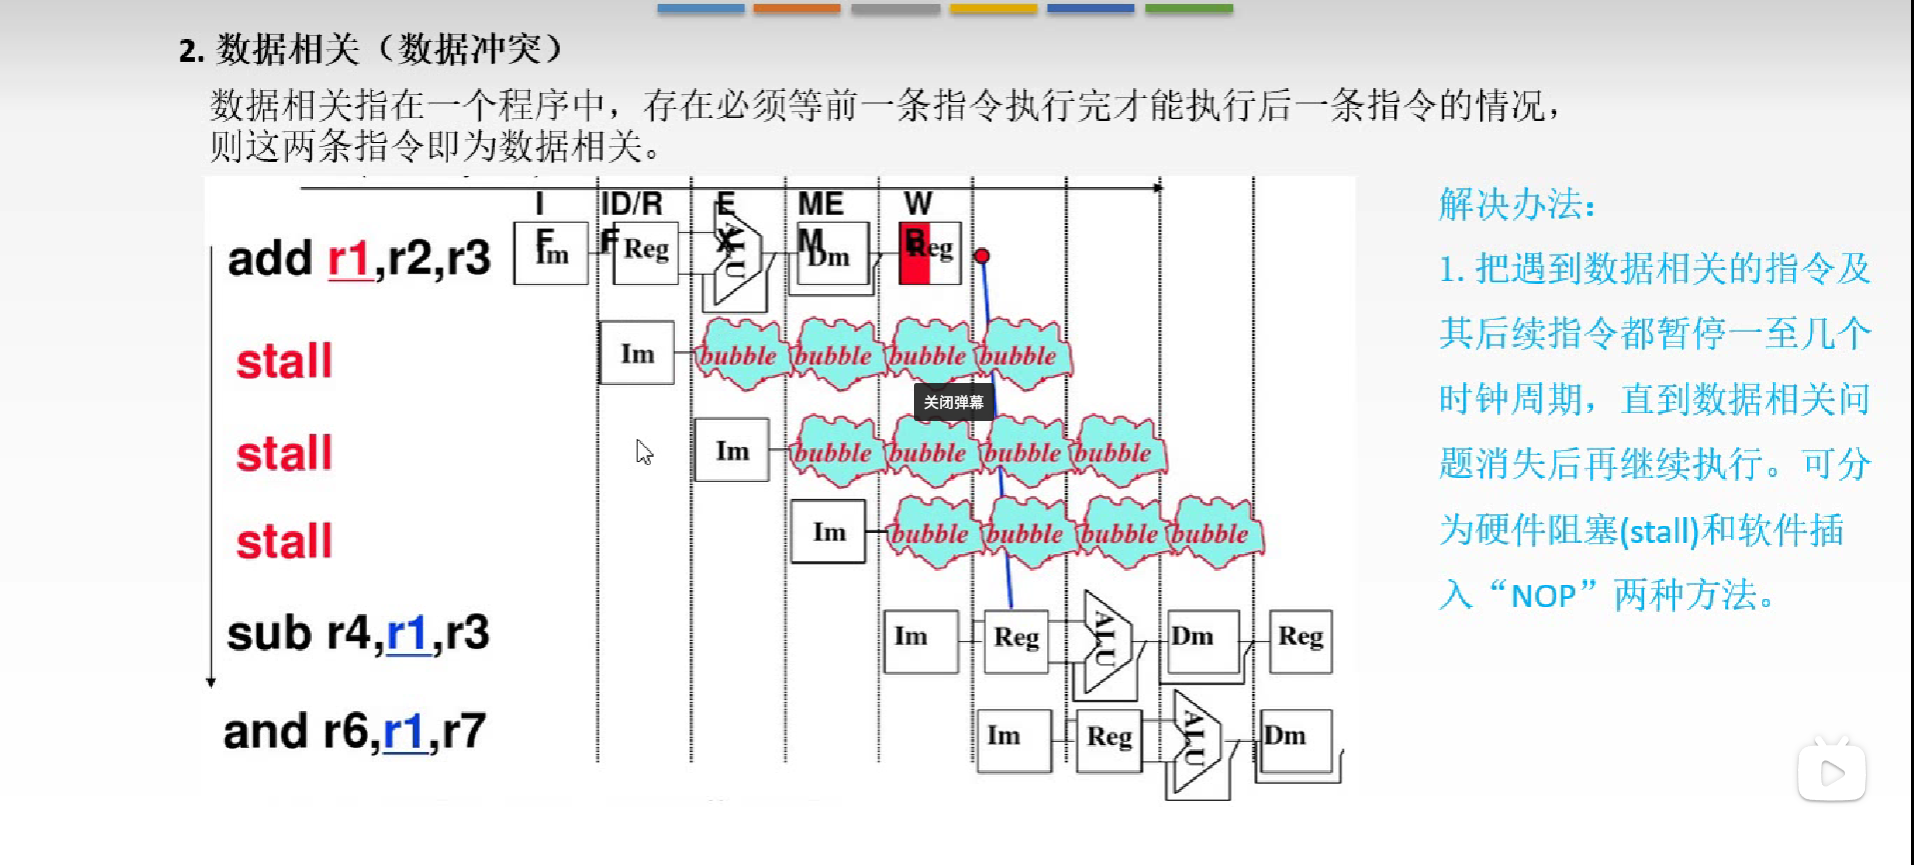 2. 数据相关（数据冲突）
数据相关指在一个程序中，存在必须等前一条指令执行完才能执行后一条指令的情况，
则这两条指令即为数据相关。
IF ID/RF EX MEM WB
add r1,r2,r3 Im Reg ALU Dm Reg
stall Im bubble bubble bubble bubble
关闭弹幕
stall Im bubble bubble bubble bubble
stall Im bubble bubble bubble bubble
sub r4,r1,r3 Im Reg ALU Dm Reg
and r6,r1,r7 Im Reg ALU Dm
解决办法：
1. 把遇到数据相关的指令及
其后续指令都暂停一至几个
时钟周期，直到数据相关问
题消失后再继续执行。可分
为硬件阻塞(stall)和软件插
入“NOP”两种方法。